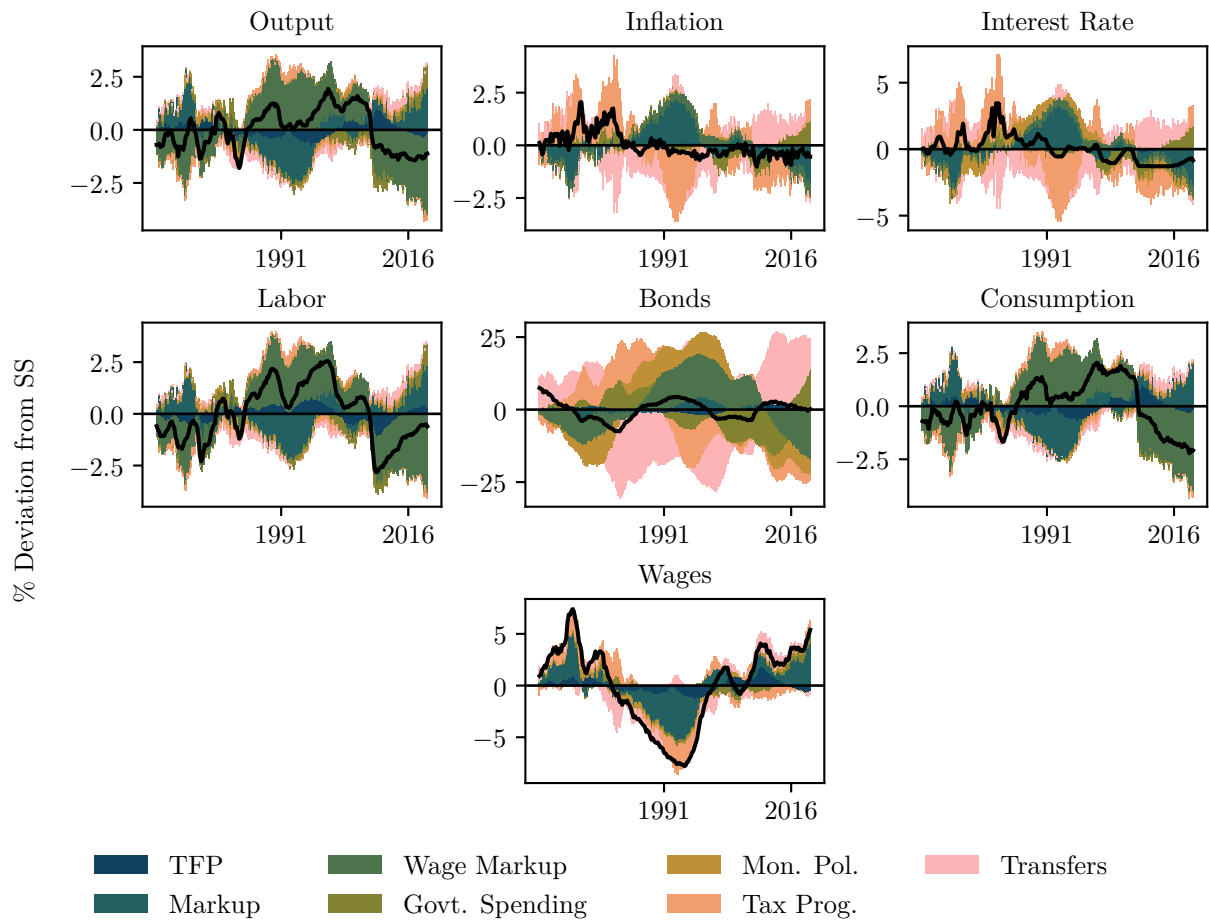 Output Inflation Interest Rate
2.5 2.5 5
0.0 0.0 0
−2.5 −2.5 −5
1991 2016 1991 2016 1991 2016
Labor Bonds Consumption
2.5 25 2.5
0.0 0 0.0
−2.5 −25 −2.5
1991 2016 1991 2016 1991 2016
% Deviation from SS
Wages
5
0
−5
1991 2016
TFP Wage Markup Mon. Pol. Transfers
Markup Govt. Spending Tax Prog.